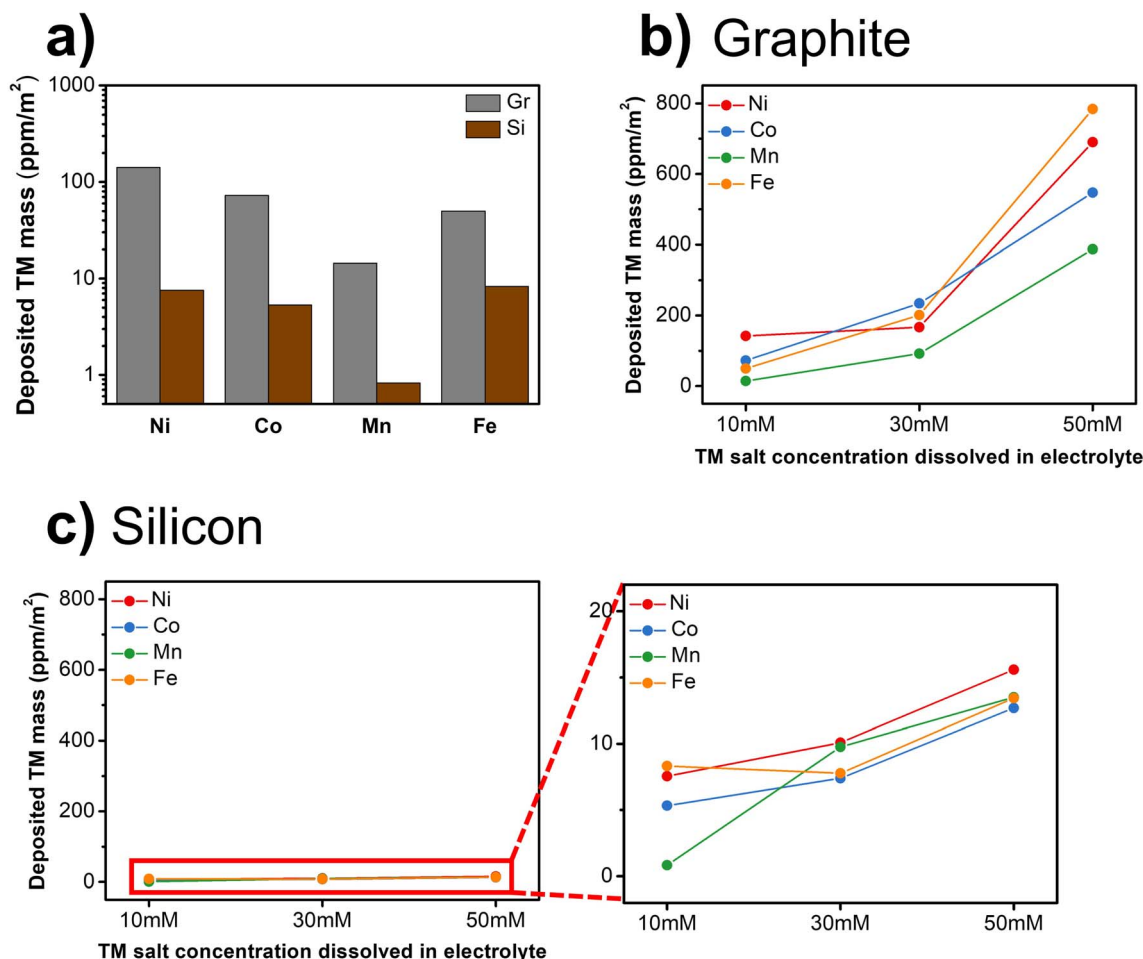 a)
Deposited TM mass (ppm/m²)
1000
100
10
1
Gr
Si
Ni Co Mn Fe
b) Graphite
Deposited TM mass (ppm/m²)
800
600
400
200
0
Ni
Co
Mn
Fe
10mM 30mM 50mM
TM salt concentration dissolved in electrolyte
c) Silicon
Deposited TM mass (ppm/m²)
800
600
400
200
0
Ni
Co
Mn
Fe
10mM 30mM 50mM
TM salt concentration dissolved in electrolyte
20
10
0
Ni
Co
Mn
Fe
10mM 30mM 50mM